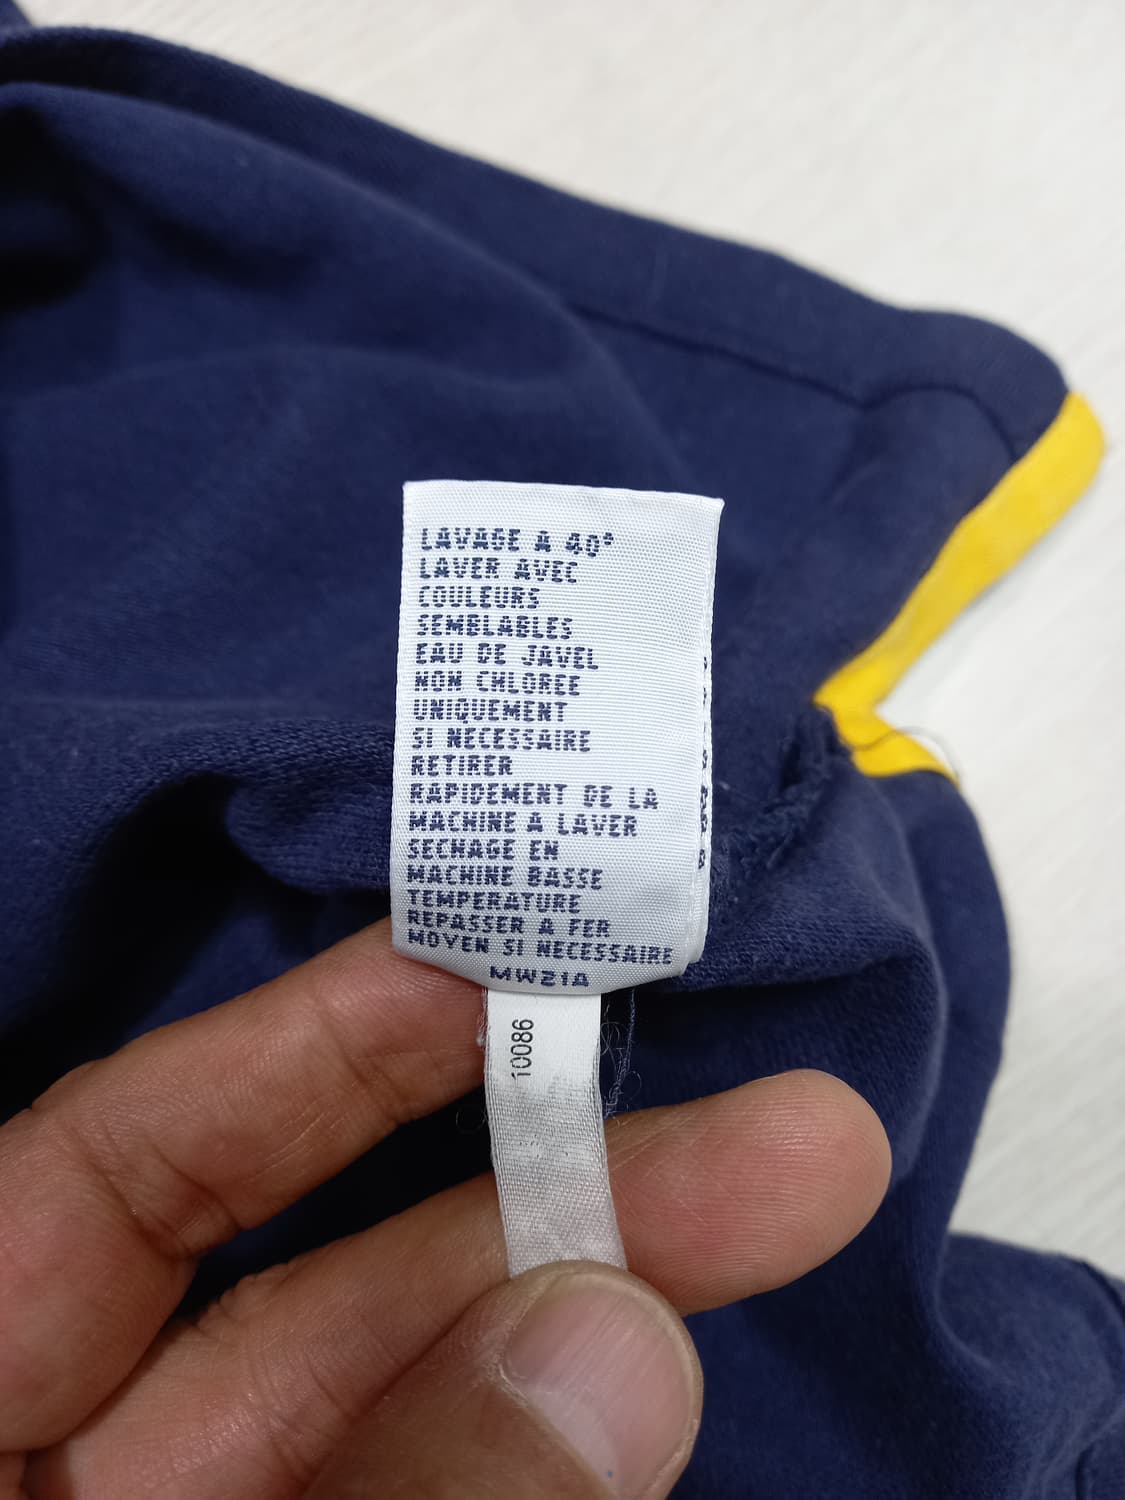 LAVAGE A 40°
LAVER AVEC
COULEURS
SEMBLABLES
EAU DE JAVEL
NON CHLOREE
UNIQUEMENT
SI NECESSAIRE
RETIRER
RAPIDEMENT DE LA
MACHINE A LAVER
SECHAGE EN
MACHINE BASSE
TEMPERATURE
REPASSER A FER
MOYEN SI NECESSAIRE
MW21A
10086